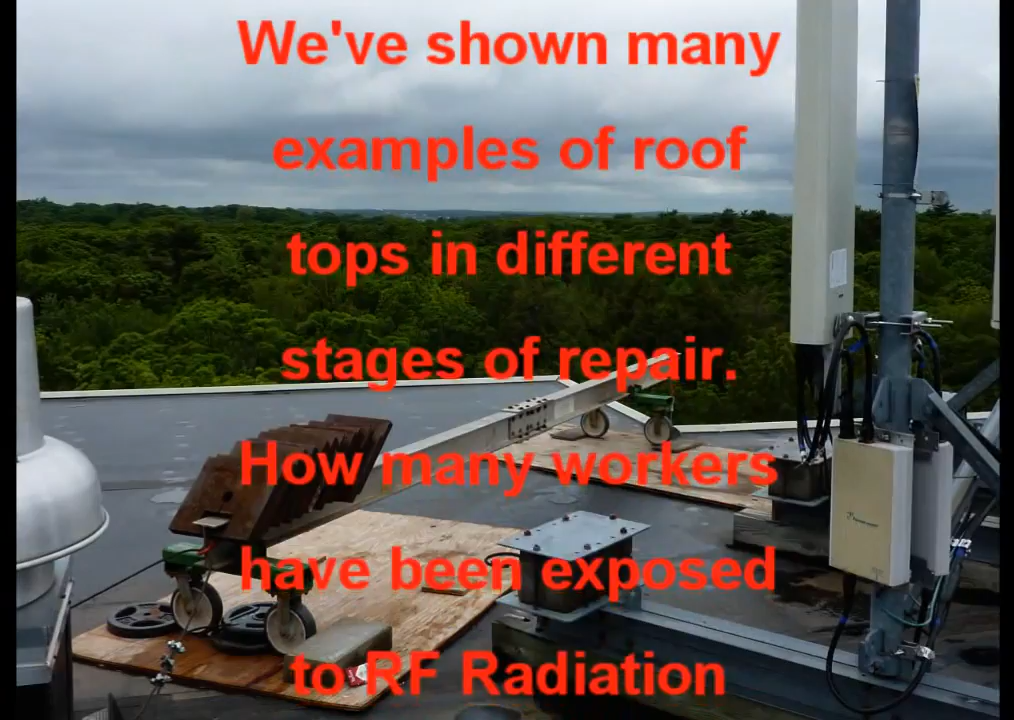 We've shown many
examples of roof
tops in different
stages of repair.
How many workers
have been exposed
to RF Radiation